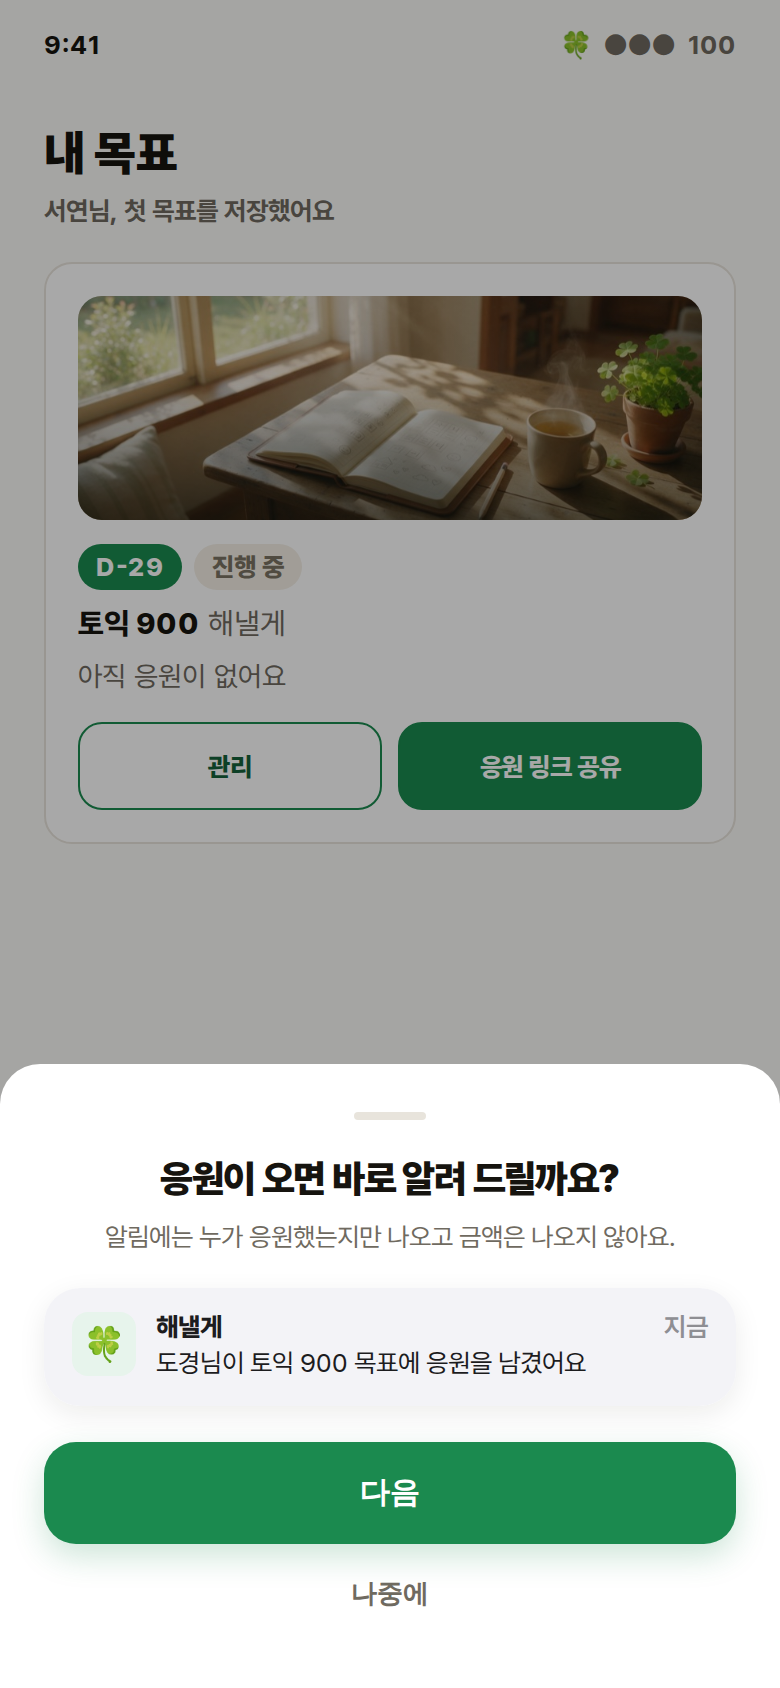 9:41
100
내 목표
서연님, 첫 목표를 저장했어요
D-29
진행 중
토익 900 해낼게
아직 응원이 없어요
관리
응원 링크 공유
응원이 오면 바로 알려 드릴까요?
알림에는 누가 응원했는지만 나오고 금액은 나오지 않아요.
해낼게
지금
도경님이 토익 900 목표에 응원을 남겼어요
다음
나중에